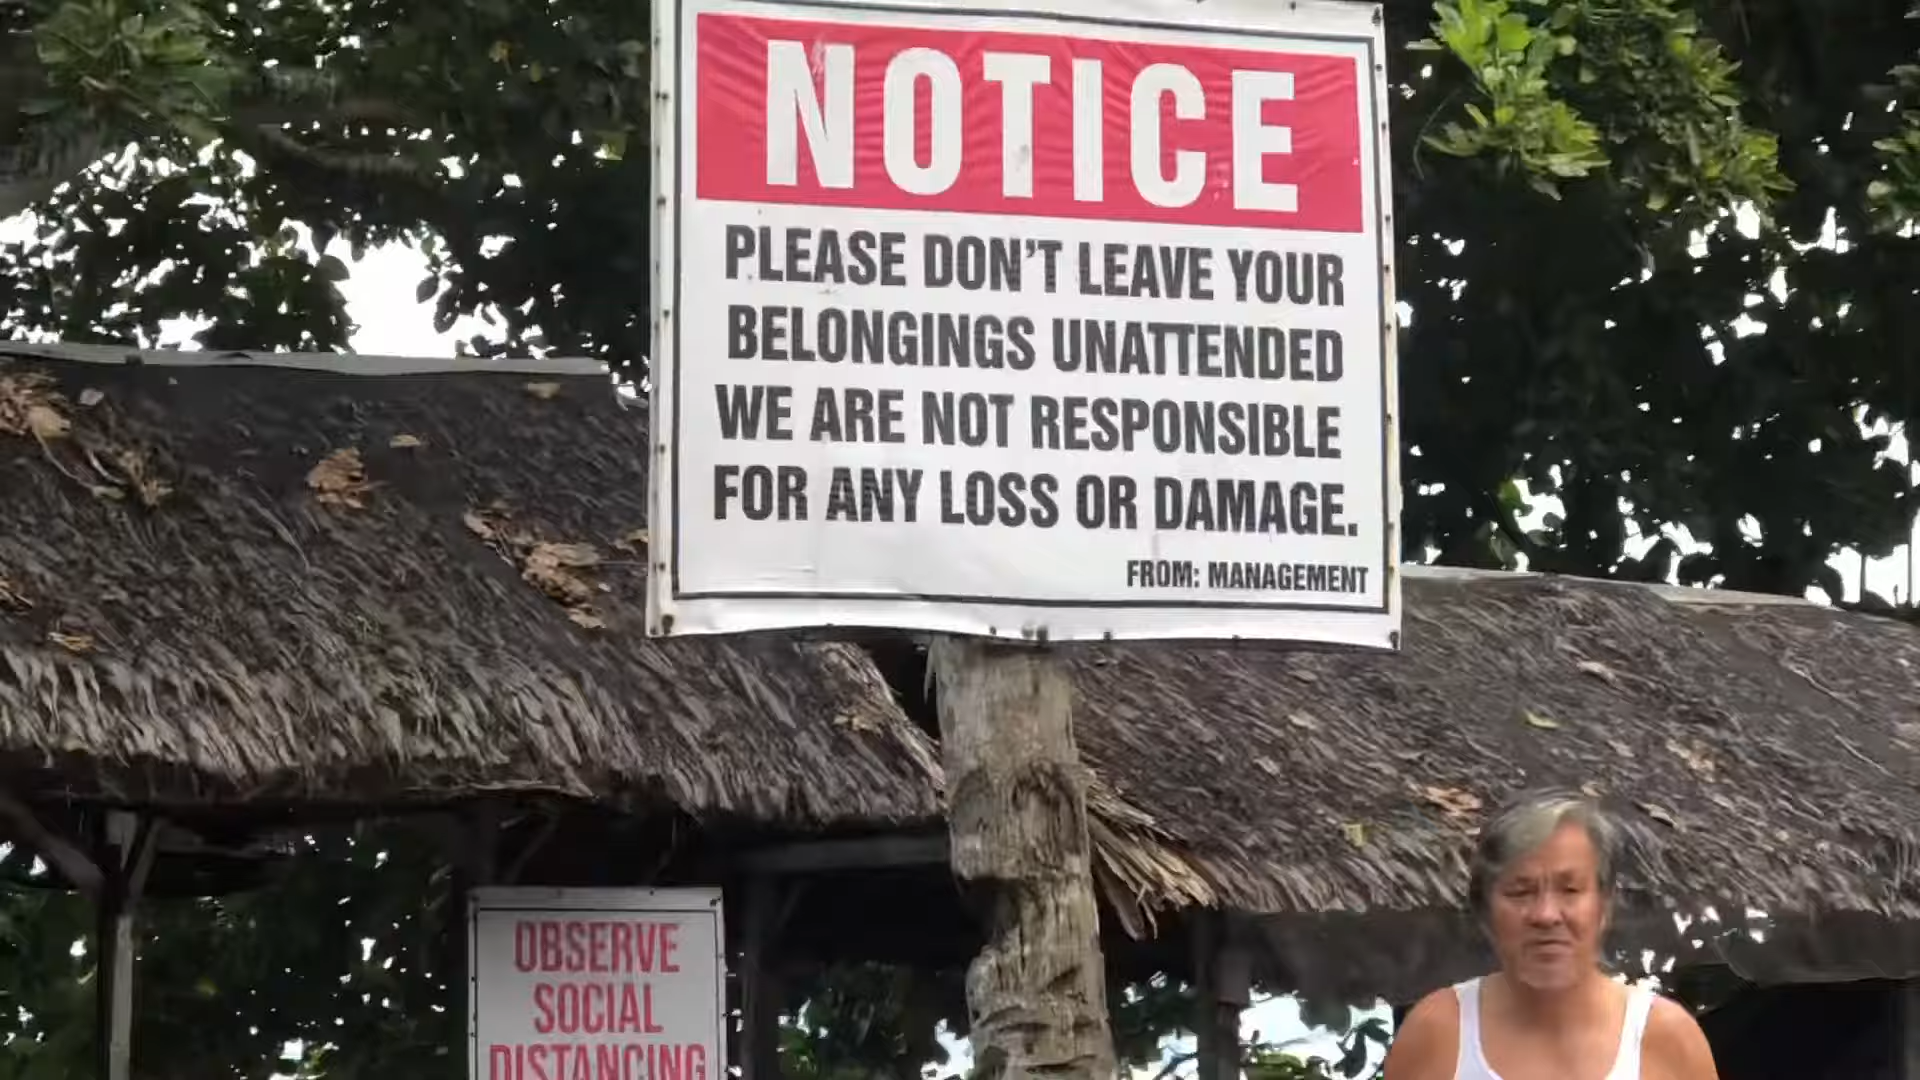 NOTICE
PLEASE DON'T LEAVE YOUR
BELONGINGS UNATTENDED
WE ARE NOT RESPONSIBLE
FOR ANY LOSS OR DAMAGE.
FROM: MANAGEMENT
OBSERVE
SOCIAL
DISTANCING